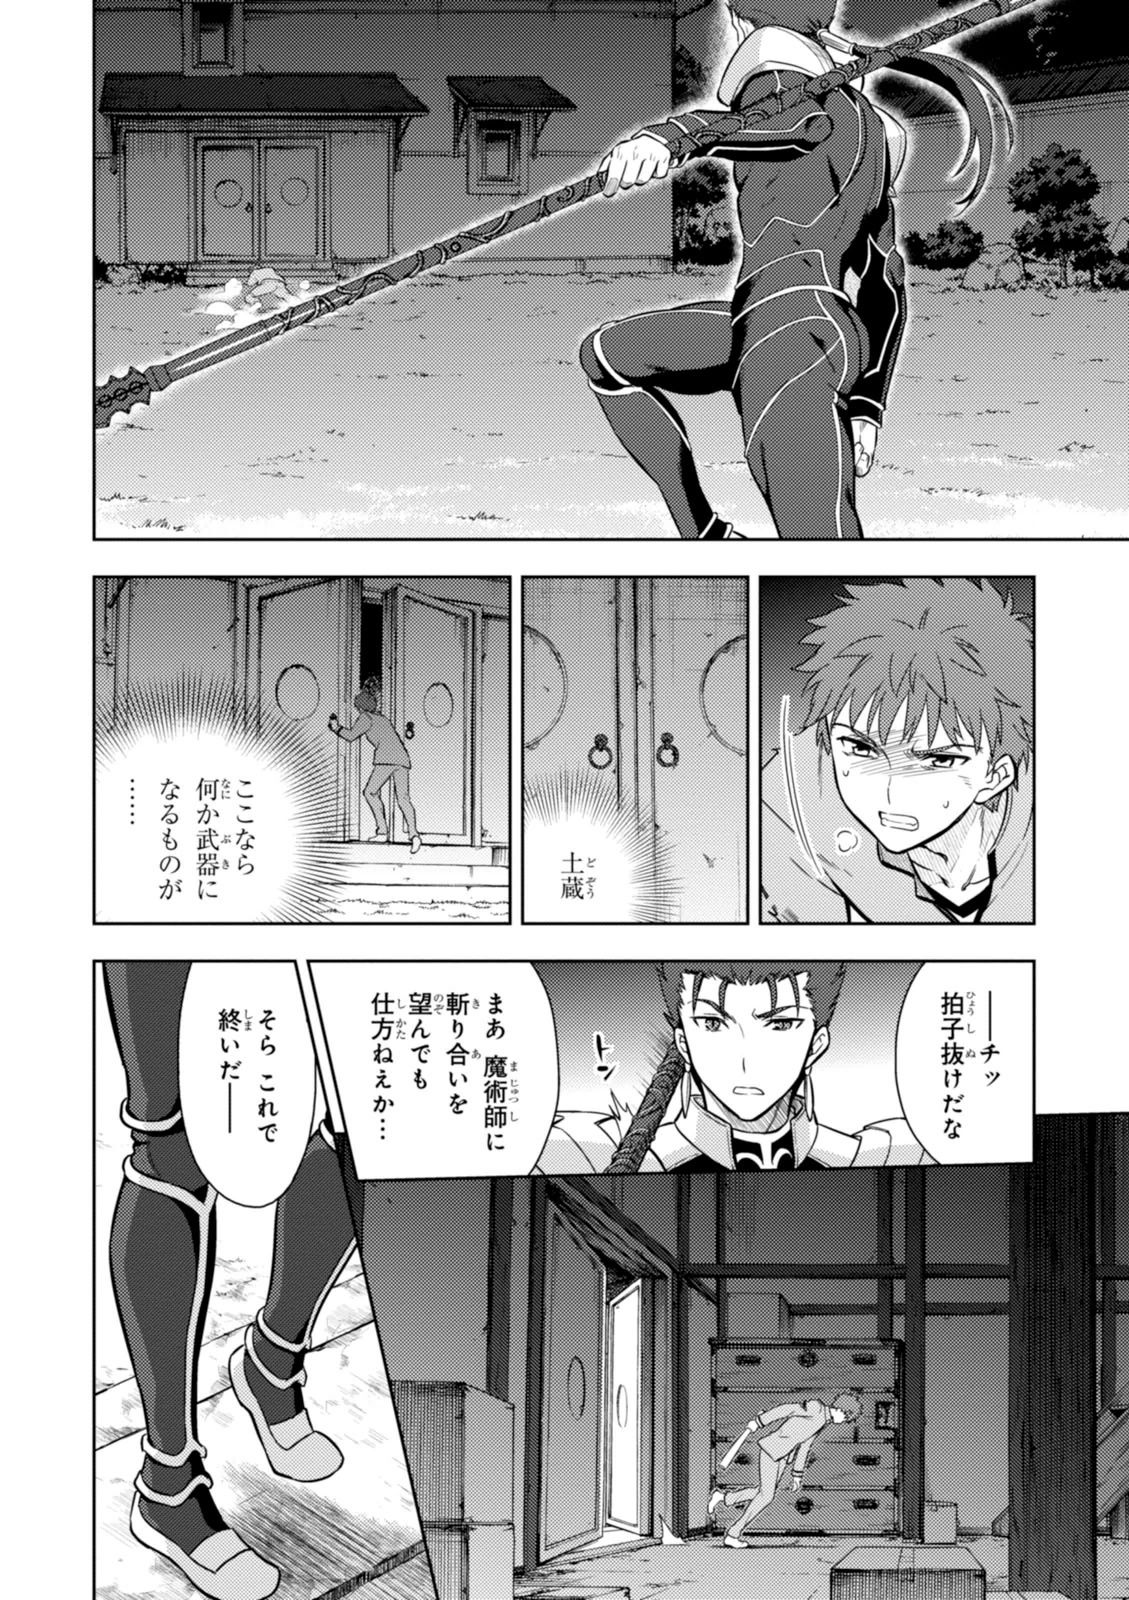 土蔵
ここなら
何か武器に
なるものが
……
――チッ
拍子抜けだな
トン
まあ 魔術師に
斬り合いを
望んでも
仕方ねえか…
そら これで
終いだ――